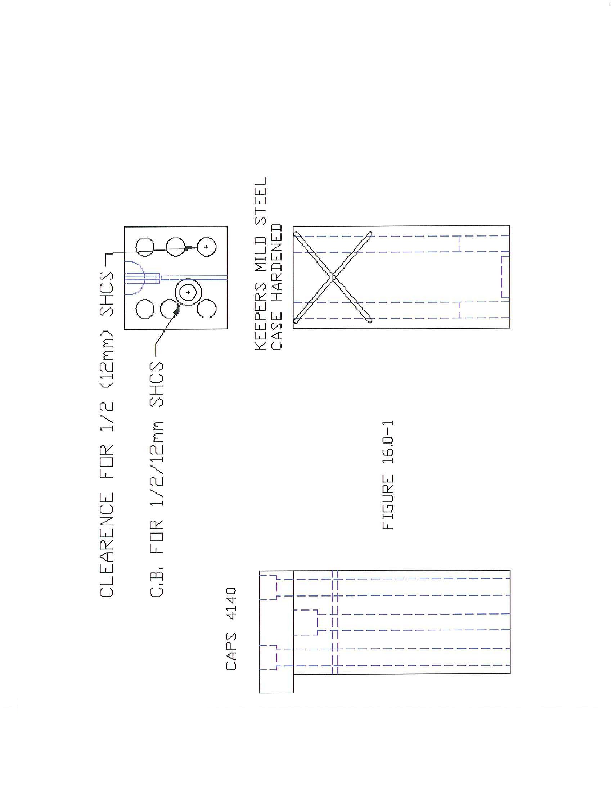 CLEARENCE FOR 1/2 (12mm) SHCS
C.B. FOR 1/2/12mm SHCS
KEEPERS MILD STEEL
CASE HARDENED
CAPS 4140
FIGURE 16.0-1